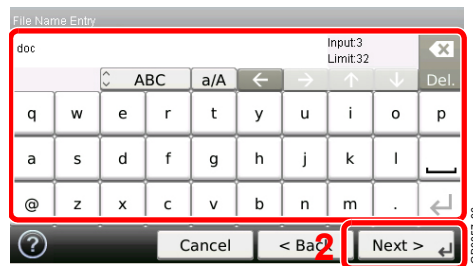 File Name Entry
doc
Input:3
Limit:32
ABC a/A ← → ↑ ↓ Del.
q w e r t y u i o p
a s d f g h j k l
@ z x c v b n m .
? Cancel < Back 2 Next >